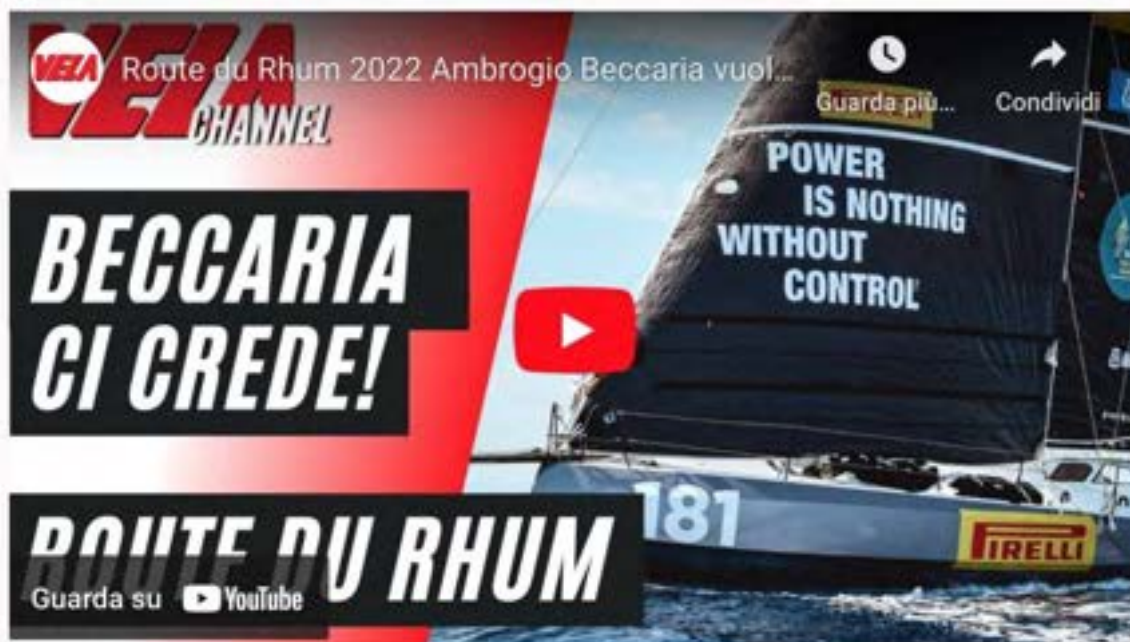 VELA
CHANNEL
VELA
Route du Rhum 2022 Ambrogio Beccaria vuol...
Guarda più...
Condividi
PIRELLI
POWER
IS NOTHING
WITHOUT
CONTROL
BECCARIA
CI CREDE!
181
PIRELLI
ROUTE DU RHUM
Guarda su YouTube